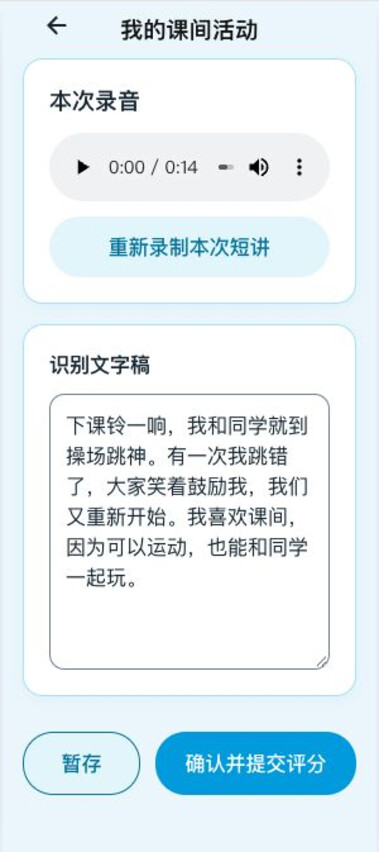 我的课间活动
本次录音
0:00 / 0:14
重新录制本次短讲
识别文字稿
下课铃一响，我和同学就到
操场跳神。有一次我跳错
了，大家笑着鼓励我，我们
又重新开始。我喜欢课间，
因为可以运动，也能和同学
一起玩。
暂存
确认并提交评分